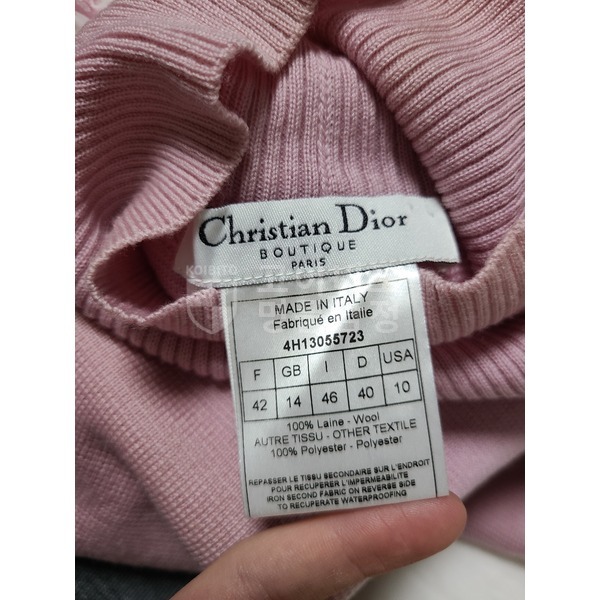 Christian Dior
BOUTIQUE
PARIS
KOIBITO
MADE IN ITALY
Fabriqué en Italie
4H13055723
F GB I D USA
42 14 46 40 10
100% Laine - Wool
AUTRE TISSU - OTHER TEXTILE
100% Polyester - Polyester
REPASSER LE TISSU SECONDAIRE SUR L'ENDROIT
POUR RECUPERER L'IMPERMEABILITE
IRON SECOND FABRIC ON REVERSE SIDE
TO RECUPERATE WATERPROOFING